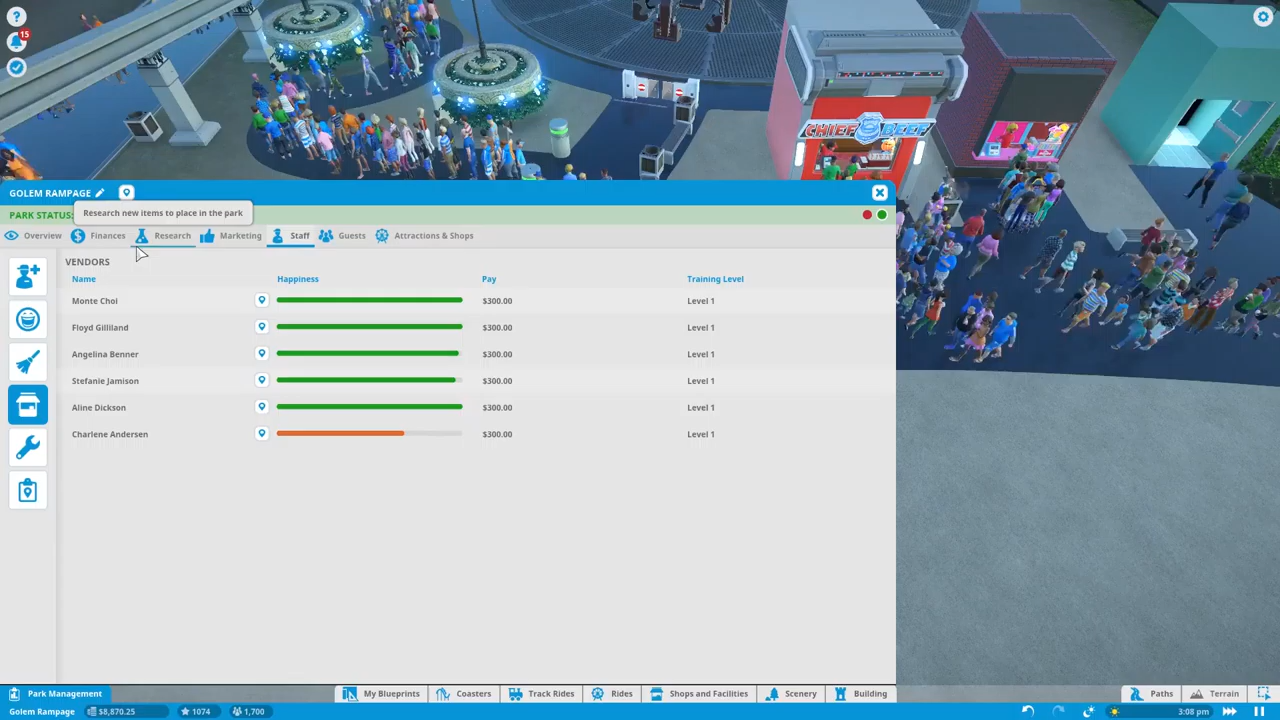 ?
15
CHIEF BEEF
GOLEM RAMPAGE
Research new items to place in the park
PARK STATUS:
Overview Finances Research Marketing Staff Guests Attractions & Shops
VENDORS
Name Happiness Pay Training Level
Monte Choi $300.00 Level 1
Floyd Gilliland $300.00 Level 1
Angelina Benner $300.00 Level 1
Stefanie Jamison $300.00 Level 1
Aline Dickson $300.00 Level 1
Charlene Andersen $300.00 Level 1
Park Management My Blueprints Coasters Track Rides Rides Shops and Facilities Scenery Building Paths Terrain
Golem Rampage $8,870.25 1074 1,700 3:08 pm